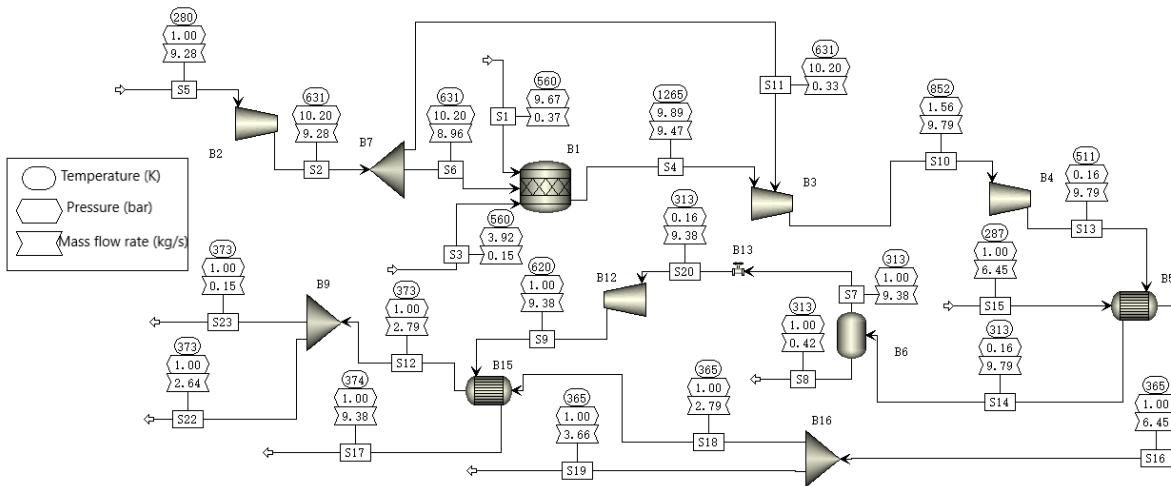 280
1.00
9.28
S5
B2
631
10.20
9.28
S2
B7
631
10.20
8.96
S6
560
9.67
0.37
S1
B1
1265
9.89
9.47
S4
631
10.20
0.33
S11
B3
852
1.56
9.79
S10
B4
511
0.16
9.79
S13
Temperature (K)
Pressure (bar)
Mass flow rate (kg/s)
560
3.92
0.15
S3
313
0.16
9.38
S20
B13
313
1.00
9.38
S7
287
1.00
6.45
S15
B5
373
1.00
0.15
S23
B9
373
1.00
2.79
S12
620
1.00
9.38
S9
B12
313
1.00
0.42
S8
B6
313
0.16
9.79
S14
373
1.00
2.64
S22
374
1.00
9.38
S17
B15
365
1.00
3.66
S19
365
1.00
2.79
S18
B16
365
1.00
6.45
S16